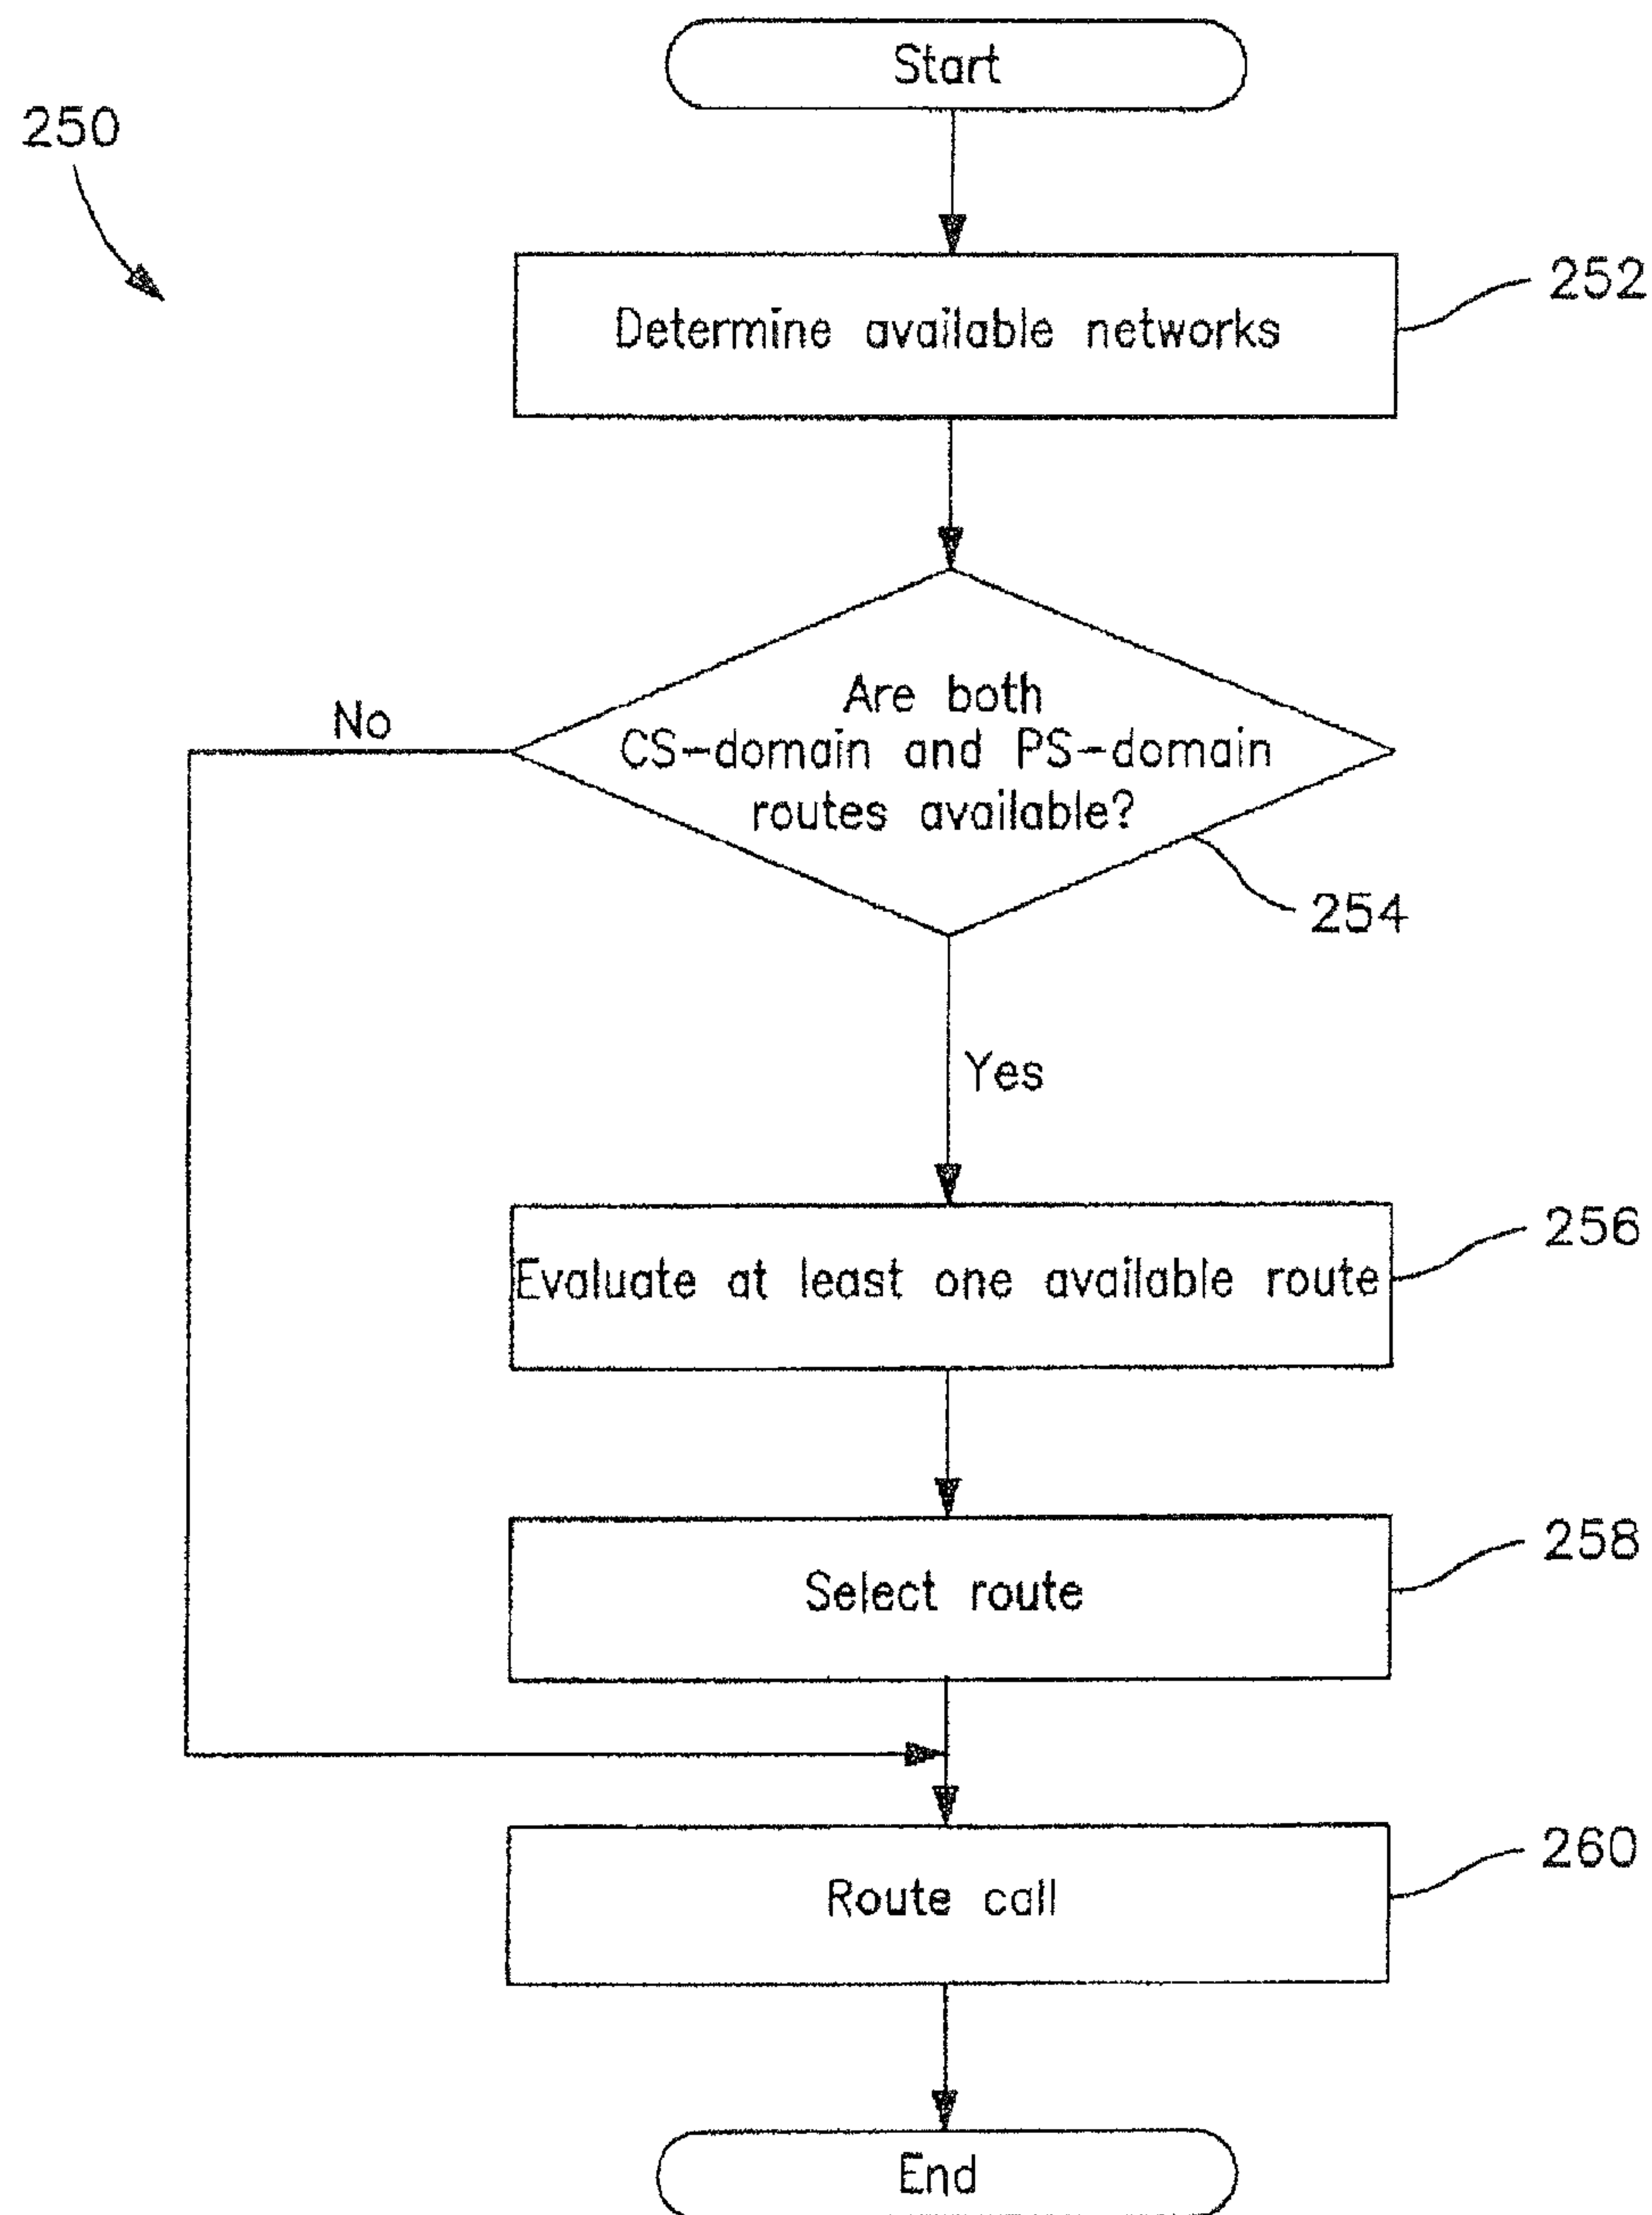 Start
250
252
Determine available networks
No
Are both
CS-domain and PS-domain
routes available?
254
Yes
256
Evaluate at least one available route
258
Select route
260
Route call
End